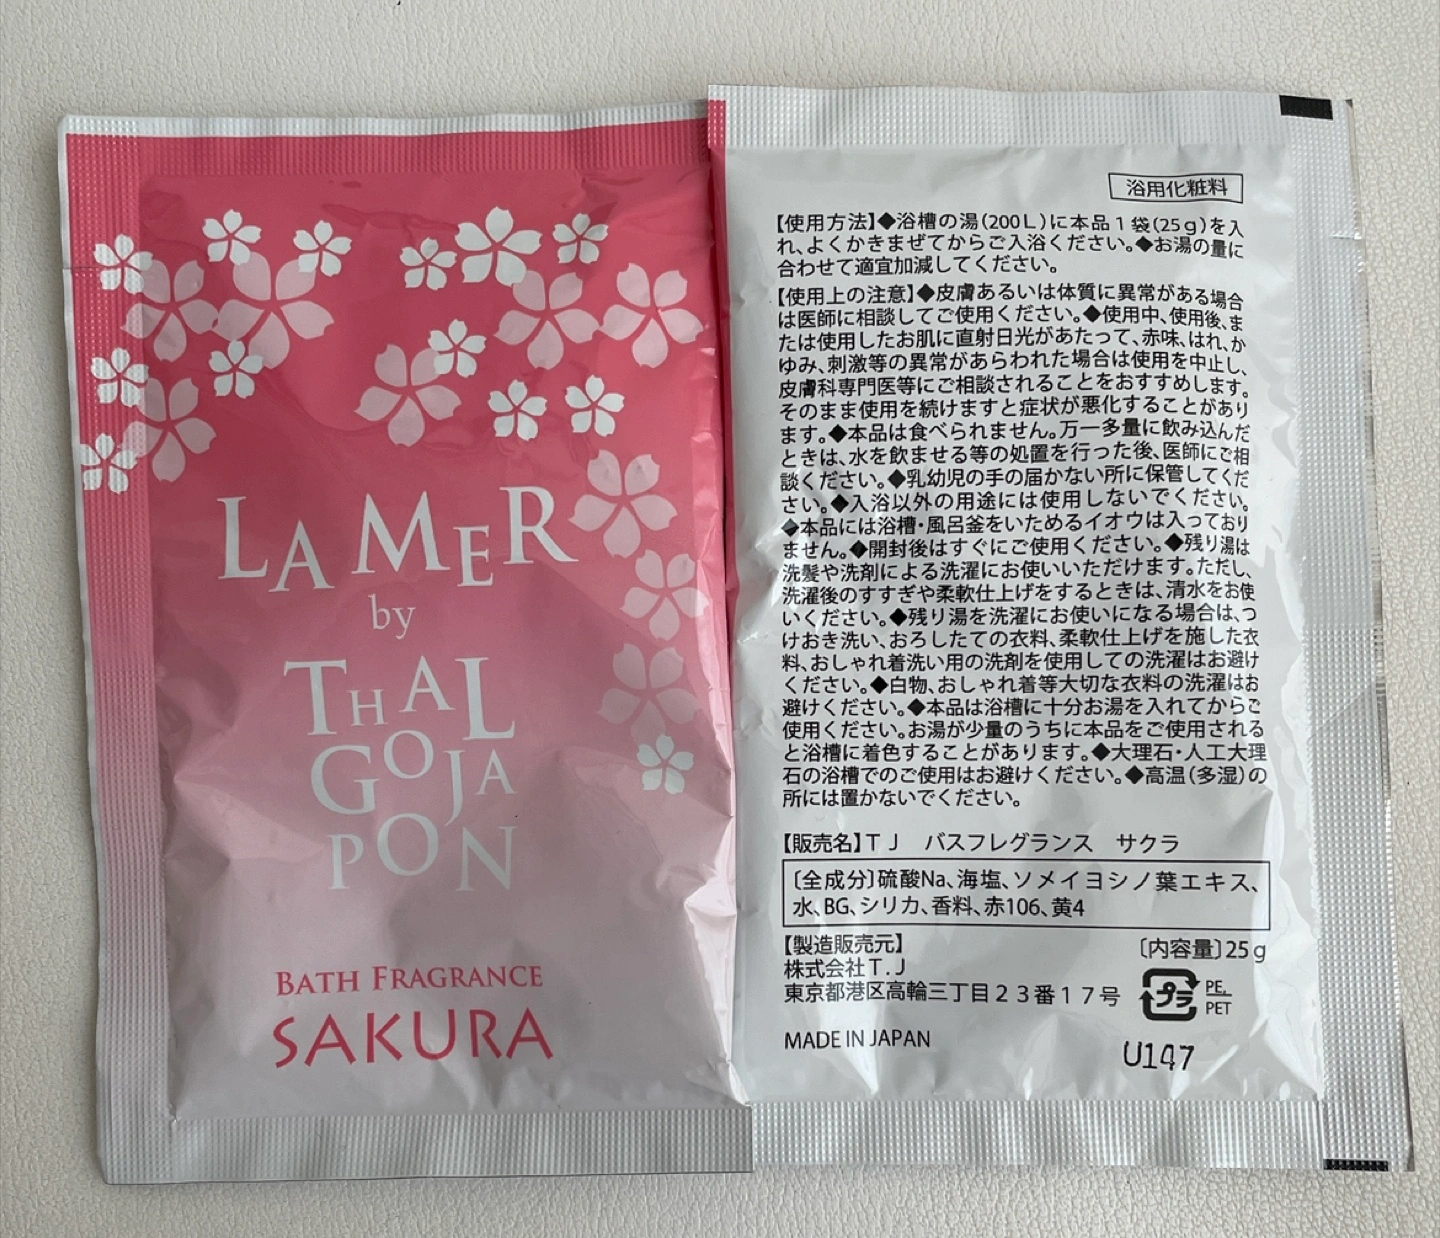 LA MER
by
THAL
GOJA
PON
BATH FRAGRANCE
SAKURA
浴用化粧料
【使用方法】◆浴槽の湯(200L)に本品1袋(25g)を入
れ、よくかきまぜてからご入浴ください。◆お湯の量に
合わせて適宜加減してください。
【使用上の注意】◆皮膚あるいは体質に異常がある場合
は医師に相談してご使用ください。◆使用中、使用後、ま
たは使用したお肌に直射日光があたって、赤味、はれ、か
ゆみ、刺激等の異常があらわれた場合は使用を中止し、
皮膚科専門医等にご相談されることをおすすめします。
そのまま使用を続けますと症状が悪化することがあり
ます。◆本品は食べられません。万一多量に飲み込んだ
ときは、水を飲ませる等の処置を行った後、医師にご相
談ください。◆乳幼児の手の届かない所に保管してくだ
さい。◆入浴以外の用途には使用しないでください。
◆本品には浴槽・風呂釜をいためるイオウは入っており
ません。◆開封後はすぐにご使用ください。◆残り湯は
洗髪や洗剤による洗濯にお使いいただけます。ただし、
洗濯後のすすぎや柔軟仕上げをするときは、清水をお使
いください。◆残り湯を洗濯にお使いになる場合は、つ
けおき洗い、おろしたての衣料、柔軟仕上げを施した衣
料、おしゃれ着洗い用の洗剤を使用しての洗濯はお避け
ください。◆白物、おしゃれ着等大切な衣料の洗濯はお
避けください。◆本品は浴槽に十分お湯を入れてからご
使用ください。お湯が少量のうちに本品をご使用される
と浴槽に着色することがあります。◆大理石・人工大理
石の浴槽でのご使用はお避けください。◆高温(多湿)の
所には置かないでください。
【販売名】TJ バスフレグランス サクラ
〔全成分〕硫酸Na、海塩、ソメイヨシノ葉エキス、
水、BG、シリカ、香料、赤106、黄4
【製造販売元】 〔内容量〕25g
株式会社T.J
東京都港区高輪三丁目23番17号
プラ PE, PET
MADE IN JAPAN
U147